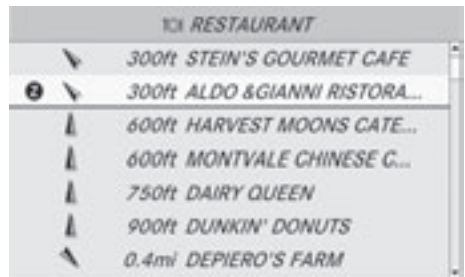 RESTAURANT
300ft STEIN'S GOURMET CAFE
2 300ft ALDO &GIANNI RISTORA...
600ft HARVEST MOONS CATE...
600ft MONTVALE CHINESE C...
750ft DAIRY QUEEN
900ft DUNKIN' DONUTS
0.4mi DEPIERO'S FARM